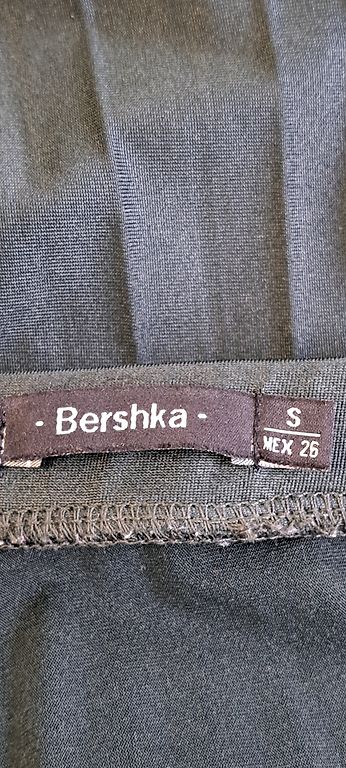 - Bershka -
S
MEX 26